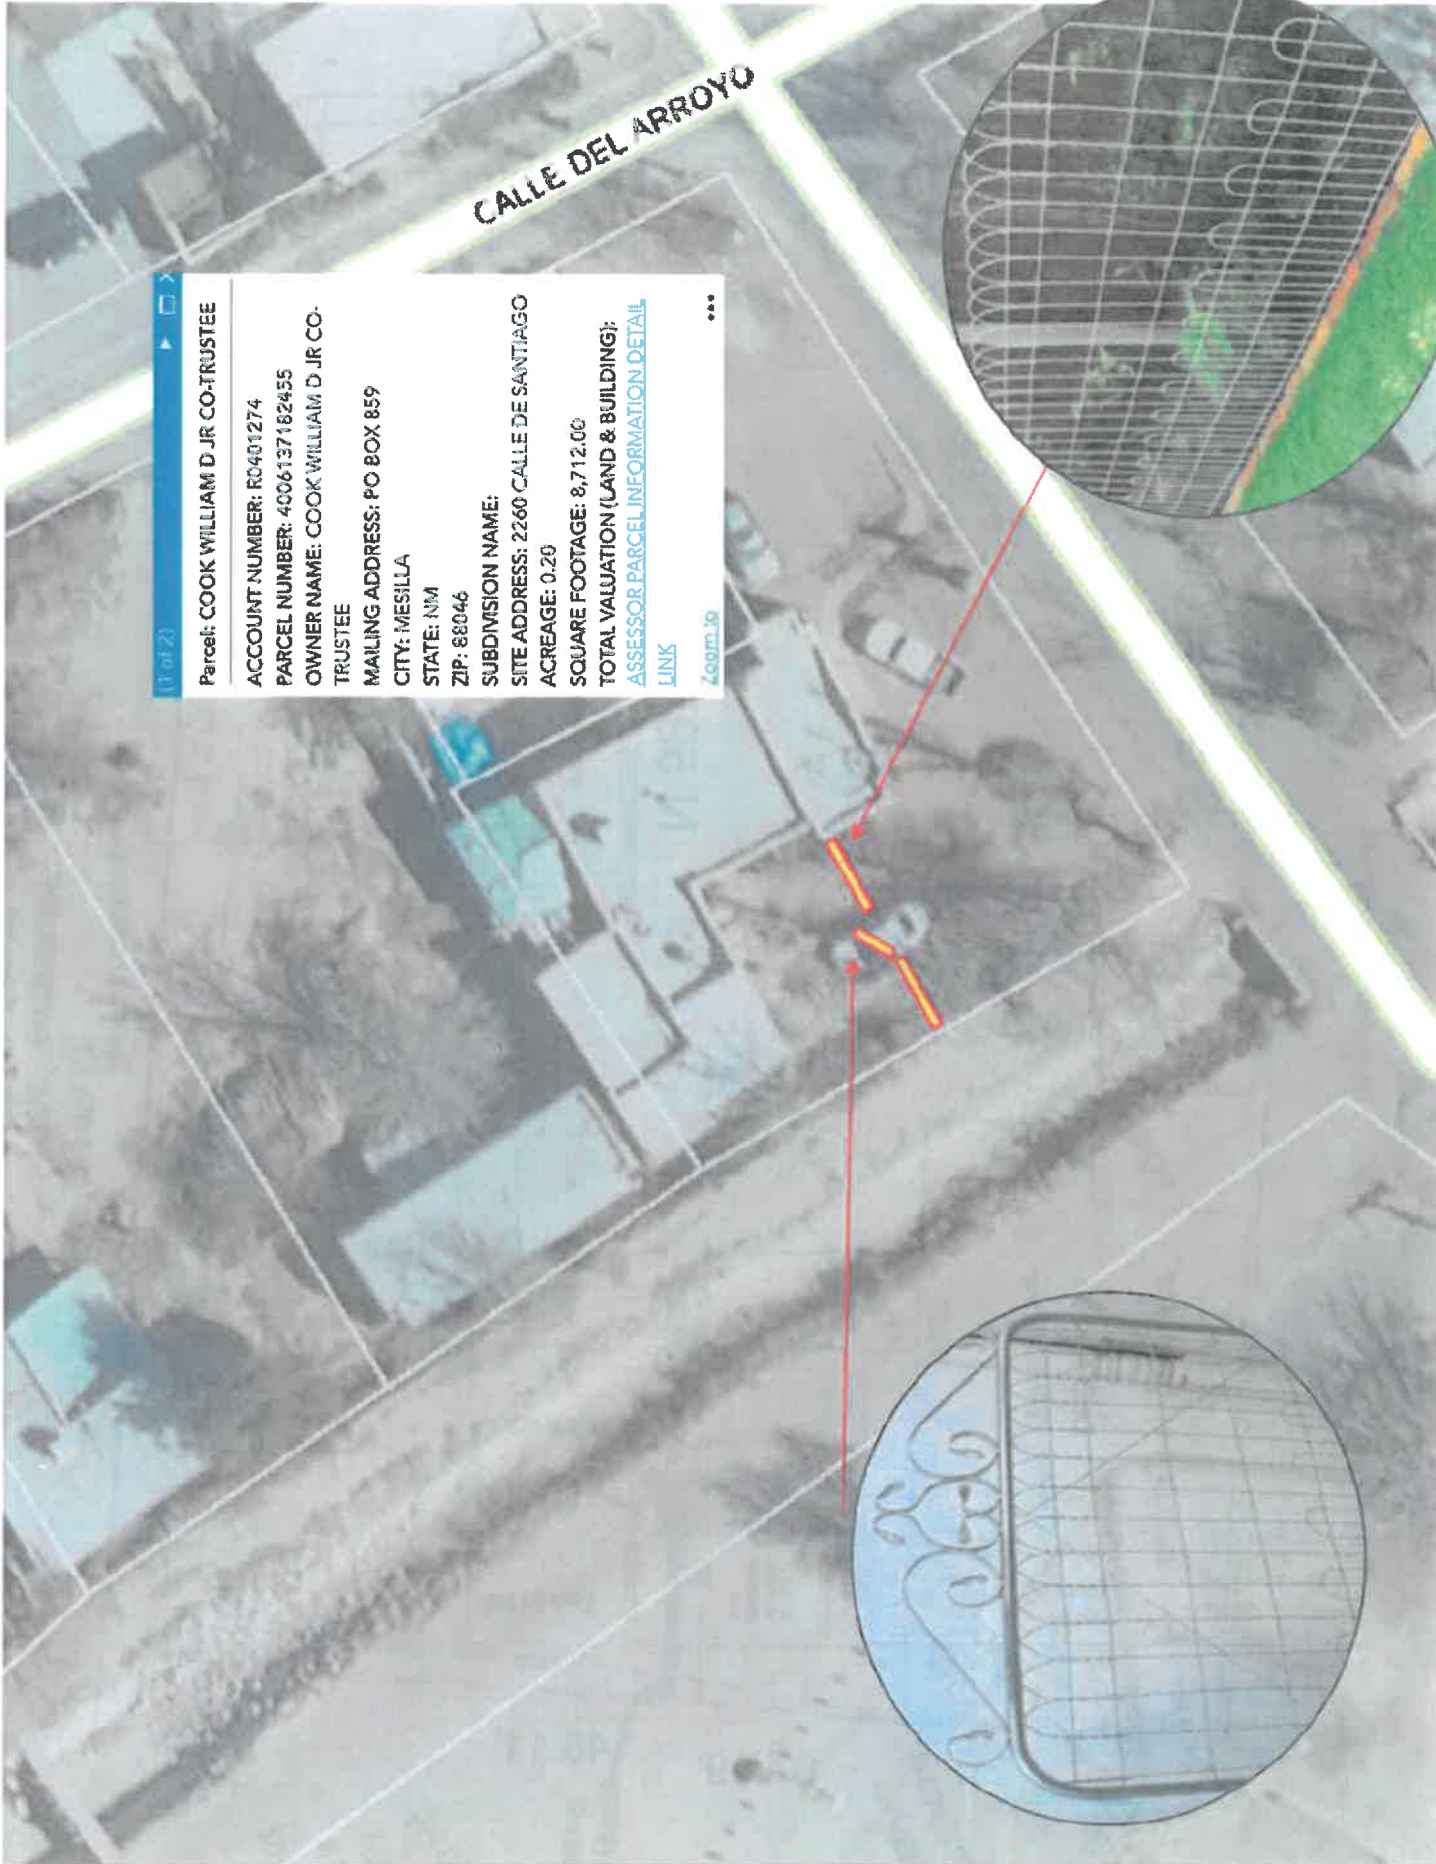 (1 of 2)
Parcel: COOK WILLIAM D JR CO-TRUSTEE
ACCOUNT NUMBER: R0401274
PARCEL NUMBER: 4006137182455
OWNER NAME: COOK WILLIAM D JR CO-
TRUSTEE
MAILING ADDRESS: PO BOX 859
CITY: MESILLA
STATE: NM
ZIP: 88046
SUBDIVISION NAME:
SITE ADDRESS: 2260 CALLE DE SANTIAGO
ACREAGE: 0.20
SQUARE FOOTAGE: 8,712.00
TOTAL VALUATION (LAND & BUILDING):
ASSESSOR PARCEL INFORMATION DETAIL
LINK
Zoom to
•••
CALLE DEL ARROYO